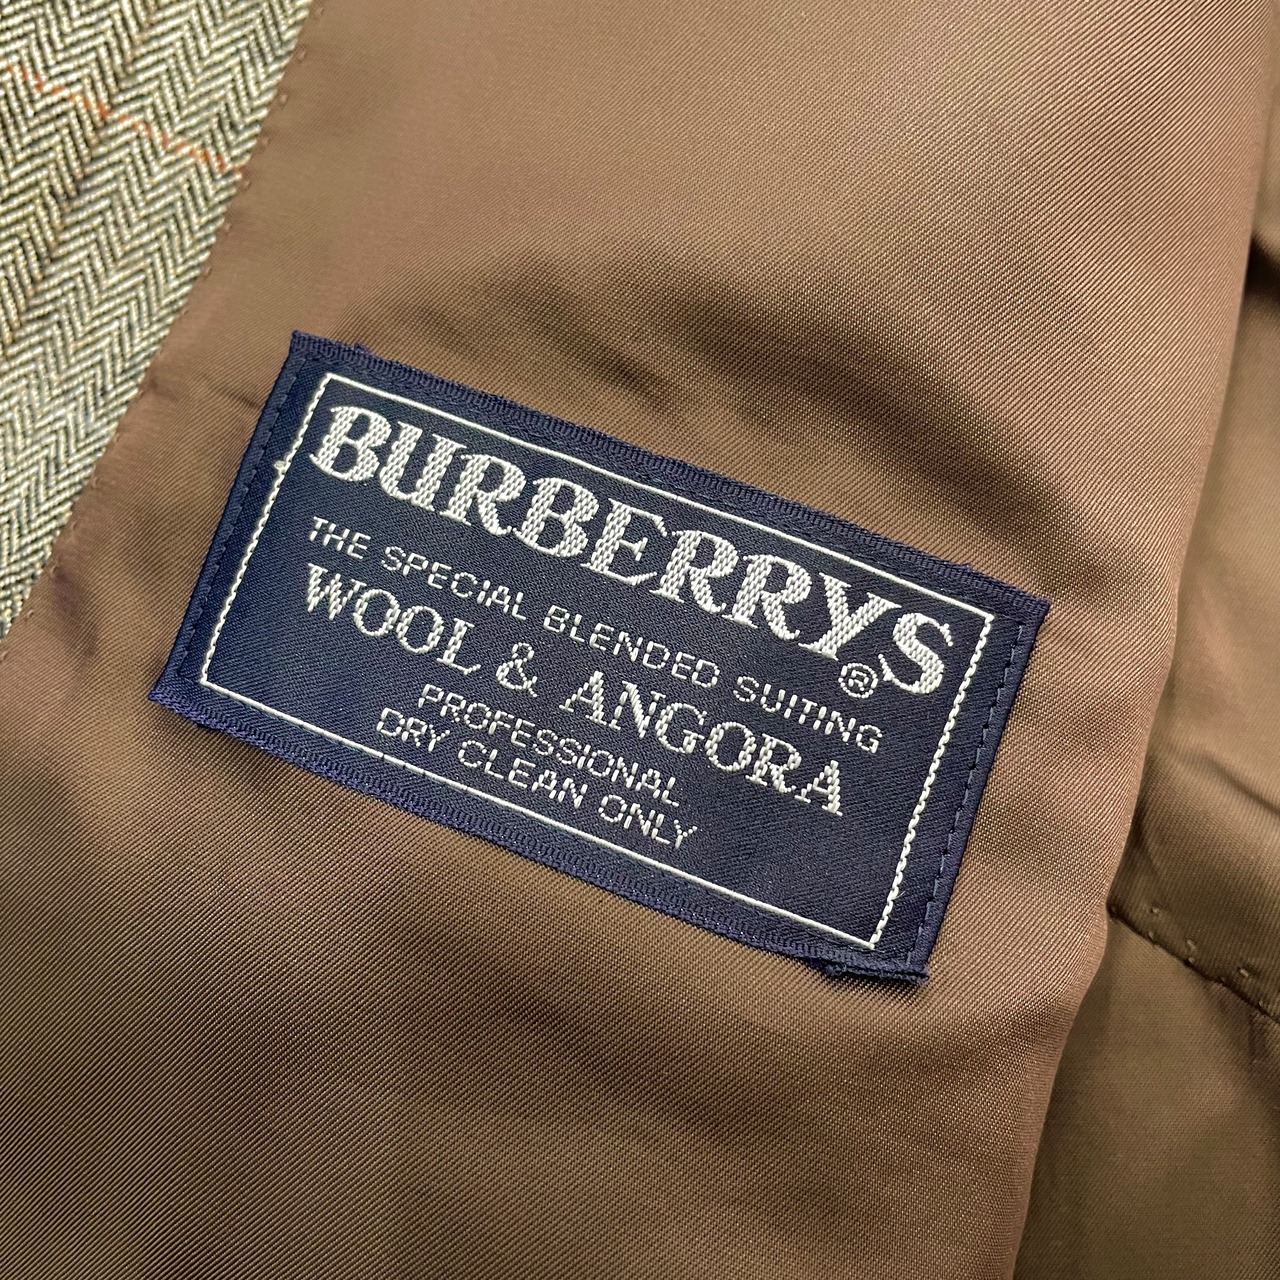 BURBERRYS®
THE SPECIAL BLENDED SUITING
WOOL & ANGORA
PROFESSIONAL
DRY CLEAN ONLY